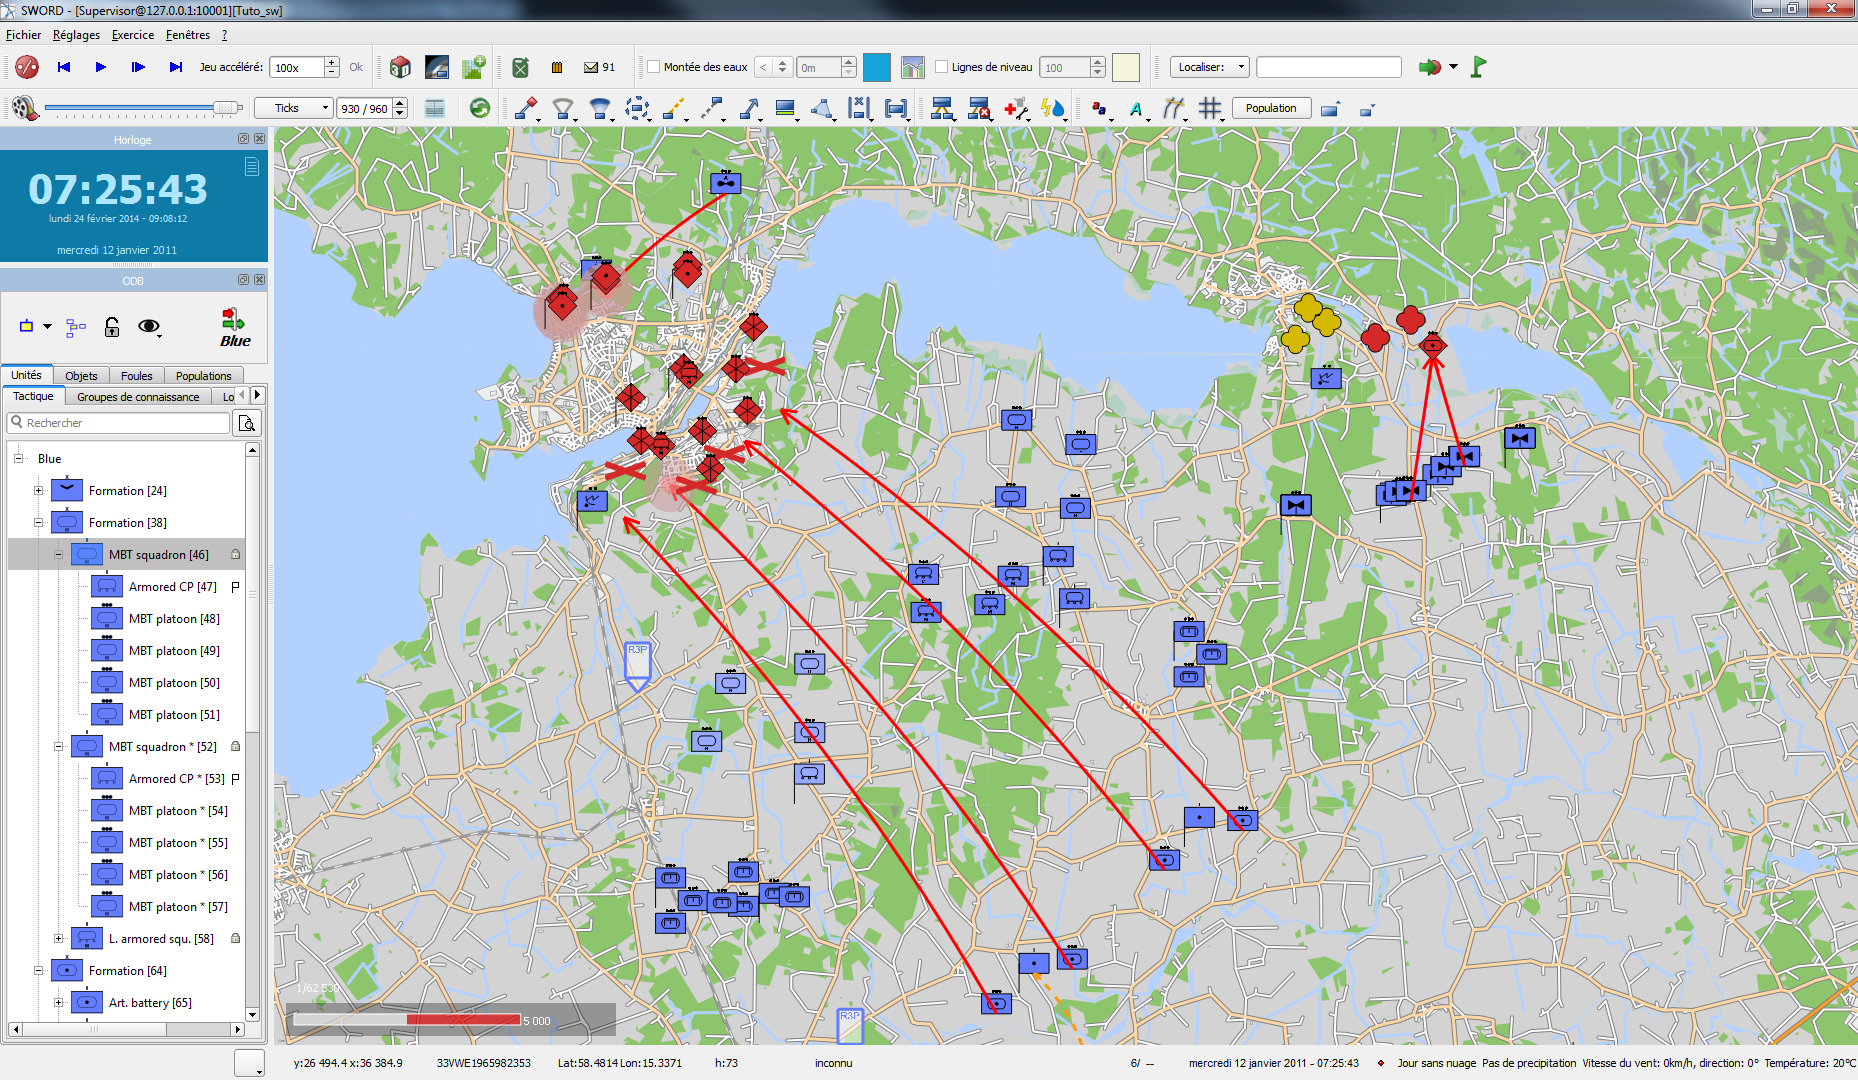 SWORD - [Supervisor@127.0.0.1:10001][Tuto_sw]
Fichier Réglages Exercice Fenêtres ?
Jeu accéléré: 100x Ok 91 Montée des eaux < 0m Lignes de niveau 100 Localiser:
Ticks 930 / 960 A Population
Horloge
07:25:43
lundi 24 février 2014 - 09:08:12
mercredi 12 janvier 2011
ODB
Blue
Unités Objets Foules Populations
Tactique Groupes de connaissance Lo
Rechercher
Blue
Formation [24]
Formation [38]
MBT squadron [46]
Armored CP [47]
MBT platoon [48]
MBT platoon [49]
MBT platoon [50]
MBT platoon [51]
MBT squadron * [52]
Armored CP * [53]
MBT platoon * [54]
MBT platoon * [55]
MBT platoon * [56]
MBT platoon * [57]
L. armored squ. [58]
Formation [64]
Art. battery [65]
R3P
R3P
1/62 530
5 000
y:26 494.4 x:36 384.9 33VWE1965982353 Lat:58.4814 Lon:15.3371 h:73 inconnu 6/ -- mercredi 12 janvier 2011 - 07:25:43 Jour sans nuage Pas de precipitation Vitesse du vent: 0km/h, direction: 0° Température: 20°C